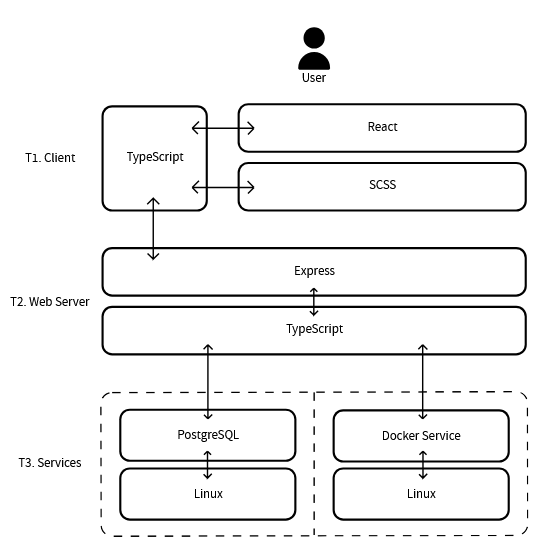 User
React
T1. Client
TypeScript
SCSS
Express
T2. Web Server
TypeScript
PostgreSQL
Docker Service
T3. Services
Linux
Linux